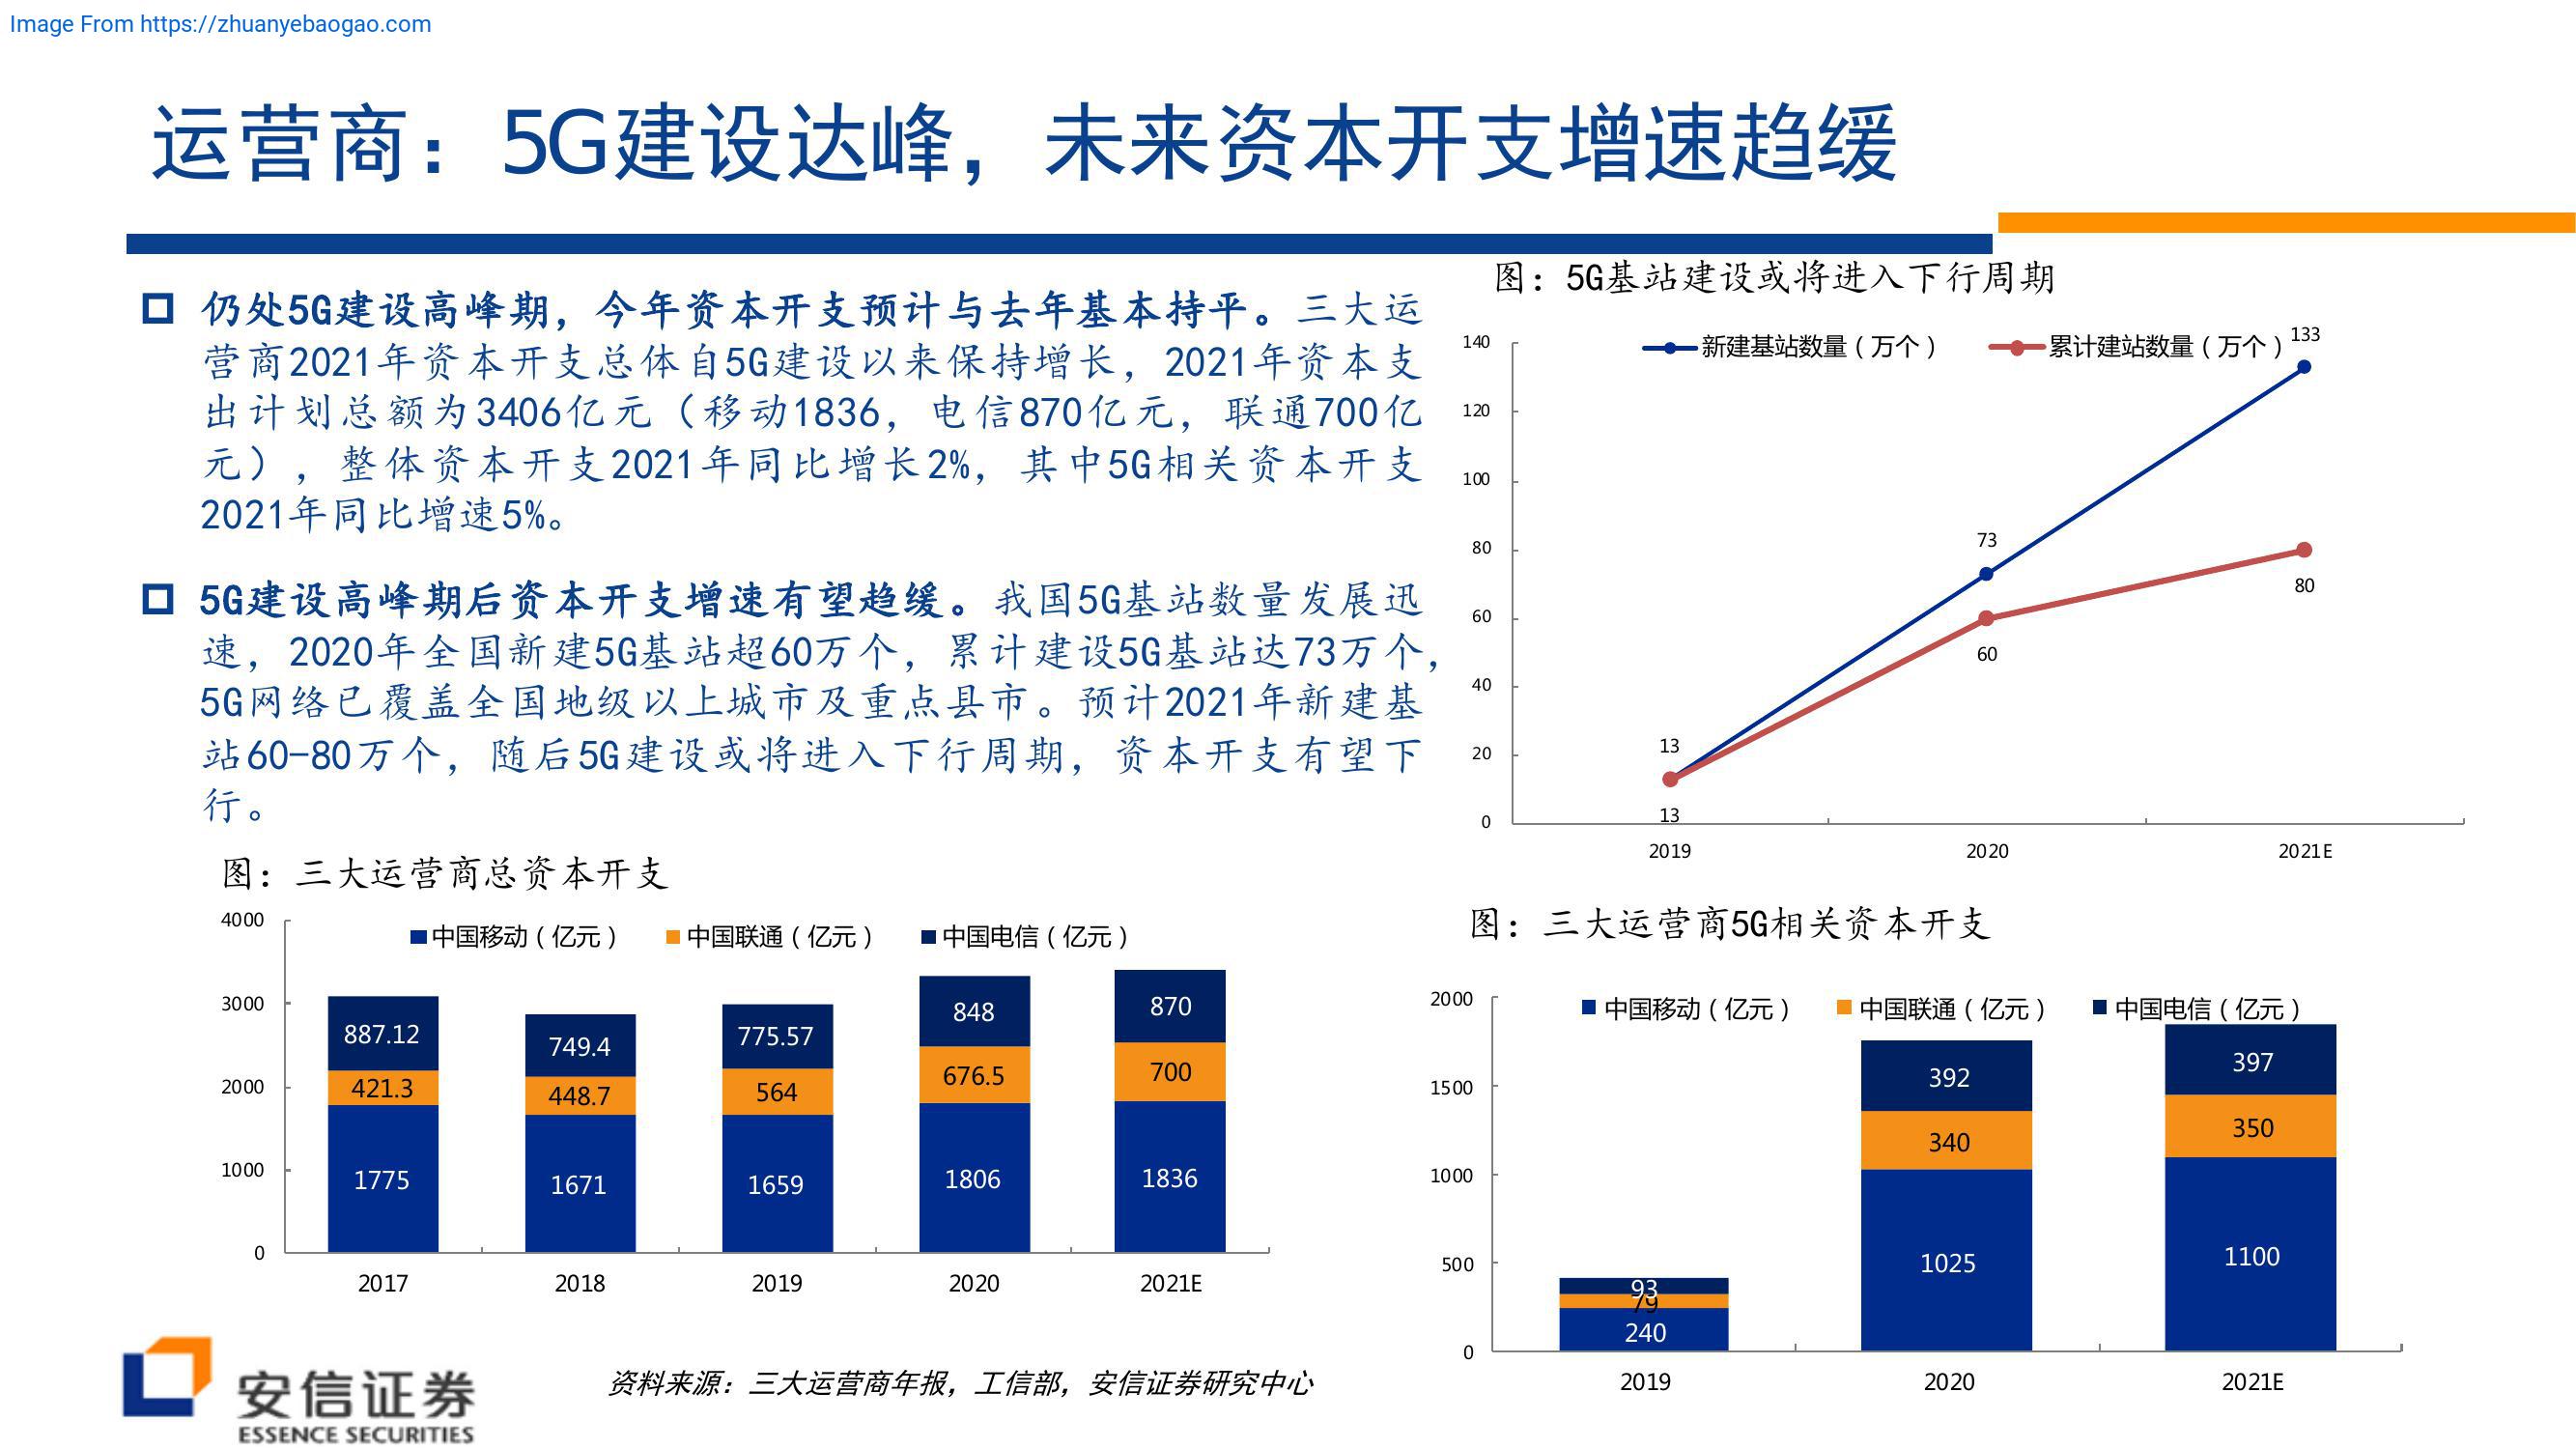 Image From https://zhuanyebaogao.com
运营商：5G建设达峰，未来资本开支增速趋缓
仍处5G建设高峰期，今年资本开支预计与去年基本持平。三大运
营商2021年资本开支总体自5G建设以来保持增长，2021年资本支
出计划总额为3406亿元（移动1836，电信870亿元，联通700亿
元），整体资本开支2021年同比增长2%，其中5G相关资本开支
2021年同比增速5%。
5G建设高峰期后资本开支增速有望趋缓。我国5G基站数量发展迅
速，2020年全国新建5G基站超60万个，累计建设5G基站达73万个，
5G网络已覆盖全国地级以上城市及重点县市。预计2021年新建基
站60-80万个，随后5G建设或将进入下行周期，资本开支有望下
行。
图：5G基站建设或将进入下行周期
新建基站数量（万个） 累计建站数量（万个）
140
120
100
80
60
40
20
0
133
73
80
60
13
13
2019 2020 2021E
图：三大运营商总资本开支
中国移动（亿元） 中国联通（亿元） 中国电信（亿元）
4000
3000
2000
1000
0
887.12 749.4 775.57 848 870
421.3 448.7 564 676.5 700
1775 1671 1659 1806 1836
2017 2018 2019 2020 2021E
图：三大运营商5G相关资本开支
中国移动（亿元） 中国联通（亿元） 中国电信（亿元）
2000
1500
1000
500
0
93 392 397
79 340 350
240 1025 1100
2019 2020 2021E
安信证券
ESSENCE SECURITIES
资料来源：三大运营商年报，工信部，安信证券研究中心